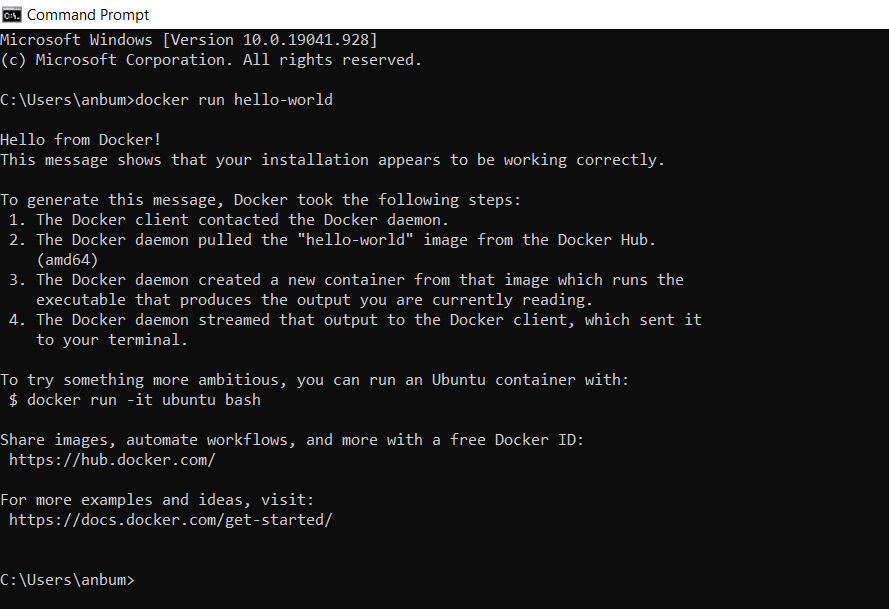 Command Prompt
Microsoft Windows [Version 10.0.19041.928]
(c) Microsoft Corporation. All rights reserved.
C:\Users\anbum>docker run hello-world
Hello from Docker!
This message shows that your installation appears to be working correctly.
To generate this message, Docker took the following steps:
 1. The Docker client contacted the Docker daemon.
 2. The Docker daemon pulled the "hello-world" image from the Docker Hub.
    (amd64)
 3. The Docker daemon created a new container from that image which runs the
    executable that produces the output you are currently reading.
 4. The Docker daemon streamed that output to the Docker client, which sent it
    to your terminal.
To try something more ambitious, you can run an Ubuntu container with:
 $ docker run -it ubuntu bash
Share images, automate workflows, and more with a free Docker ID:
 https://hub.docker.com/
For more examples and ideas, visit:
 https://docs.docker.com/get-started/
C:\Users\anbum>